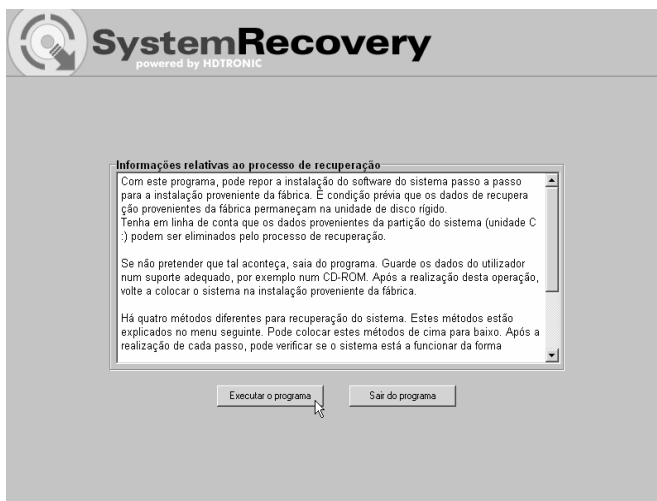 SystemRecovery
powered by HDTRONIC
Informações relativas ao processo de recuperação
Com este programa, pode repor a instalação do software do sistema passo a passo
para a instalação proveniente da fábrica. É condição prévia que os dados de recupera
ção provenientes da fábrica permaneçam na unidade de disco rígido.
Tenha em linha de conta que os dados provenientes da partição do sistema (unidade C
:) podem ser eliminados pelo processo de recuperação.
Se não pretender que tal aconteça, saia do programa. Guarde os dados do utilizador
num suporte adequado, por exemplo num CD-ROM. Após a realização desta operação,
volte a colocar o sistema na instalação proveniente da fábrica.
Há quatro métodos diferentes para recuperação do sistema. Estes métodos estão
explicados no menu seguinte. Pode colocar estes métodos de cima para baixo. Após a
realização de cada passo, pode verificar se o sistema está a funcionar da forma
Executar o programa
Sair do programa